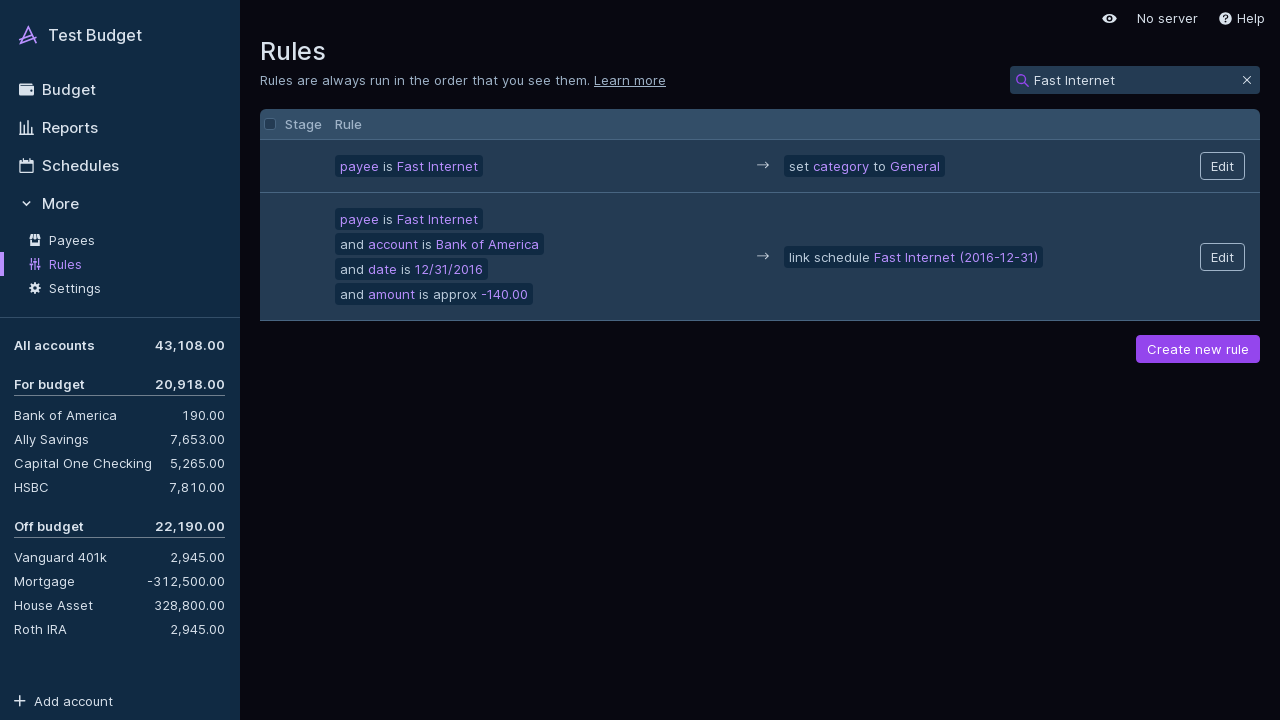 Test Budget
Budget
Reports
Schedules
More
Payees
Rules
Settings
All accounts 43,108.00
For budget 20,918.00
Bank of America 190.00
Ally Savings 7,653.00
Capital One Checking 5,265.00
HSBC 7,810.00
Off budget 22,190.00
Vanguard 401k 2,945.00
Mortgage -312,500.00
House Asset 328,800.00
Roth IRA 2,945.00
Add account
No server Help
Rules
Rules are always run in the order that you see them. Learn more
Fast Internet
Stage Rule
payee is Fast Internet → set category to General Edit
payee is Fast Internet
and account is Bank of America
and date is 12/31/2016
and amount is approx -140.00
→ link schedule Fast Internet (2016-12-31) Edit
Create new rule